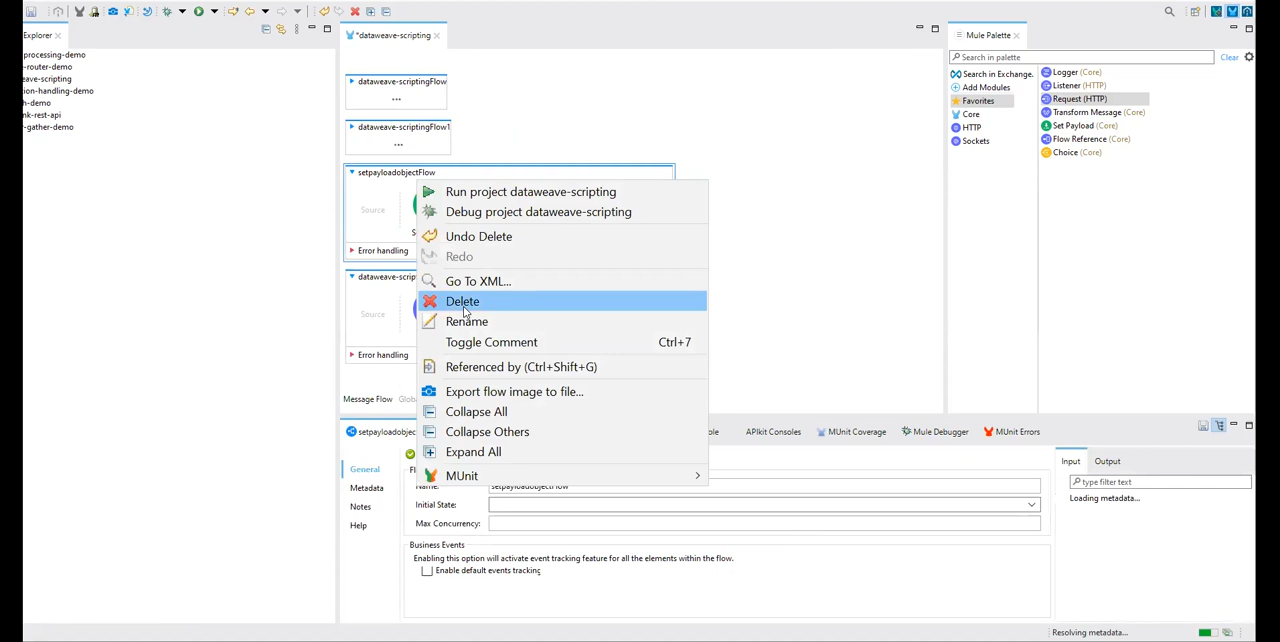 Explorer
processing-demo
-router-demo
eave-scripting
tion-handling-demo
h-demo
nk-rest-api
r-gather-demo
*dataweave-scripting
dataweave-scriptingFlow
...
dataweave-scriptingFlow1
...
setpayloadobjectFlow
Source
Error handling
dataweave-scrip
Source
Error handling
Message Flow
Run project dataweave-scripting
Debug project dataweave-scripting
Undo Delete
Redo
Go To XML...
Delete
Rename
Toggle Comment Ctrl+7
Referenced by (Ctrl+Shift+G)
Export flow image to file...
Collapse All
Collapse Others
Expand All
MUnit
Mule Palette
Search in palette
Clear
Search in Exchange.
Add Modules
Favorites
Core
HTTP
Sockets
Logger (Core)
Listener (HTTP)
Request (HTTP)
Transform Message (Core)
Set Payload (Core)
Flow Reference (Core)
Choice (Core)
setpayloadobjec
APIkit Consoles
MUnit Coverage
Mule Debugger
MUnit Errors
General
Metadata
Notes
Help
Name: setpayloadobjectFlow
Initial State:
Max Concurrency:
Business Events
Enabling this option will activate event tracking feature for all the elements within the flow.
Enable default events tracking
Input
Output
type filter text
Loading metadata...
Resolving metadata...